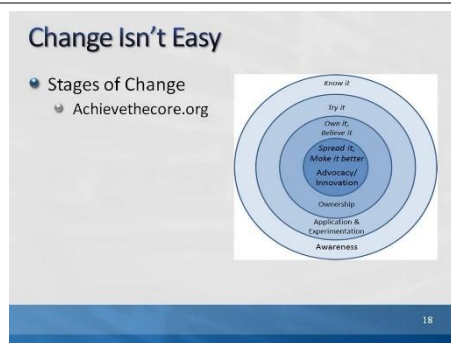 Change Isn't Easy
Stages of Change
Achievethecore.org
Know it
Try it
Own it,
Believe it
Spread it,
Make it better
Advocacy/
Innovation
Ownership
Application &
Experimentation
Awareness
18